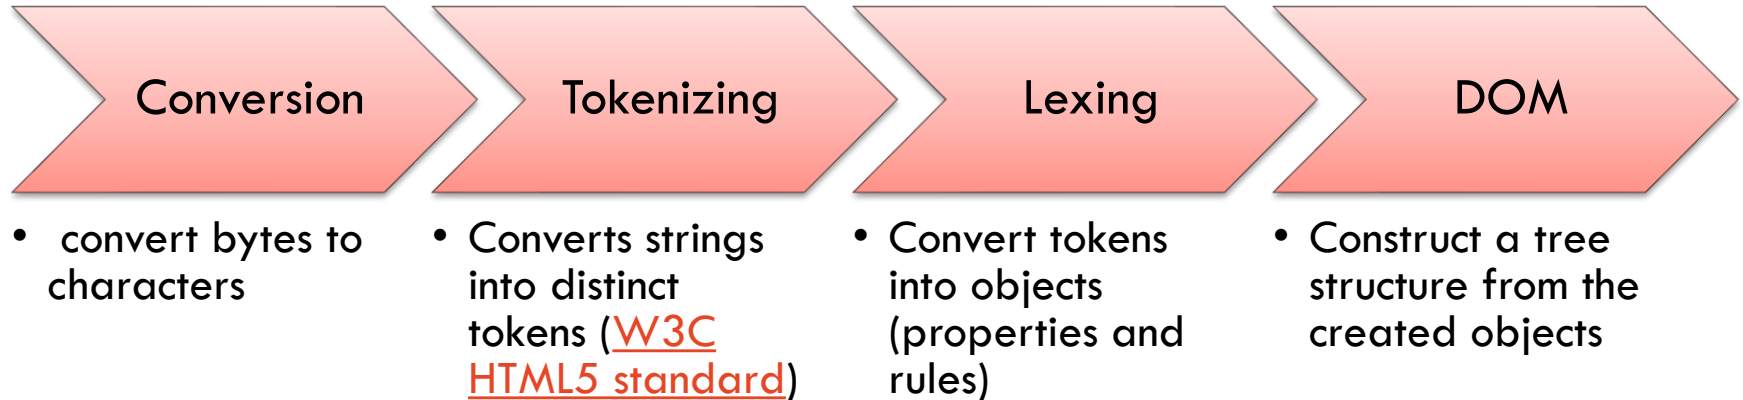 Conversion
• convert bytes to
characters
Tokenizing
• Converts strings
into distinct
tokens (W3C
HTML5 standard)
Lexing
• Convert tokens
into objects
(properties and
rules)
DOM
• Construct a tree
structure from the
created objects